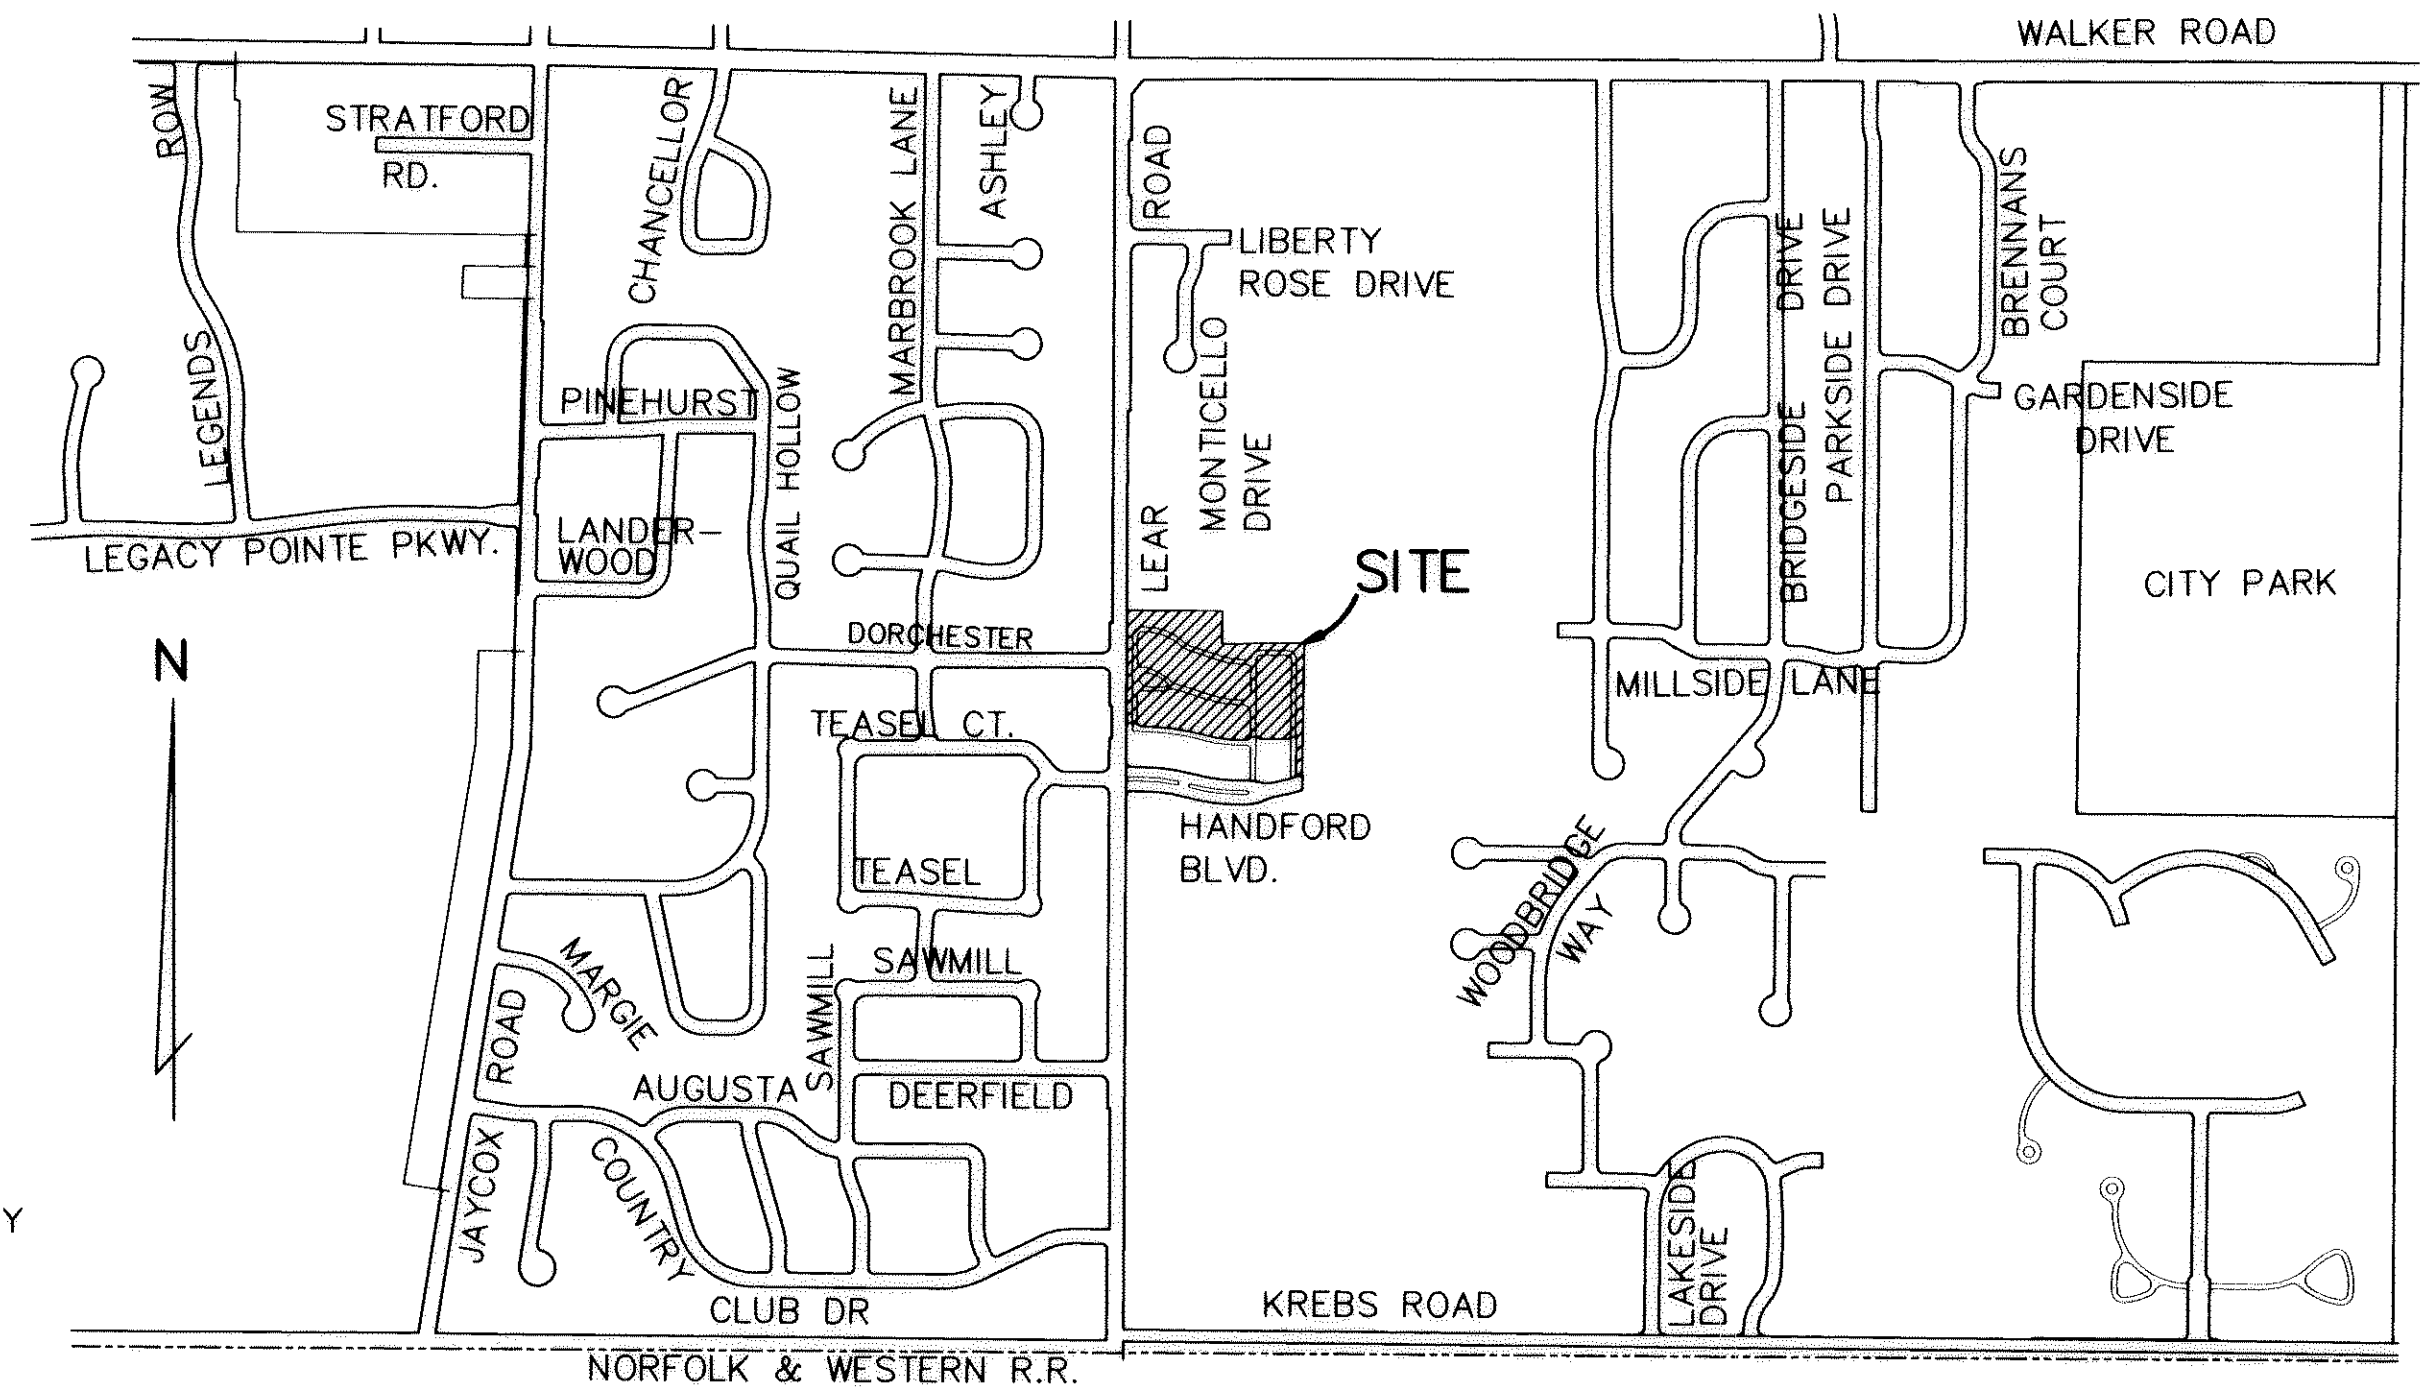 WALKER ROAD
ROW
STRATFORD
RD.
CHANCELLOR
MARBROOK LANE
ASHLEY
ROAD
LIBERTY
ROSE DRIVE
DRIVE
PARKSIDE DRIVE
BRENNANS
COURT
LEGENDS
PINEHURST
QUAIL HOLLOW
MONTICELLO
DRIVE
BRIDGESIDE
GARDENSIDE
DRIVE
LEGACY POINTE PKWY.
LANDER-
WOOD
LEAR
SITE
CITY PARK
N
DORCHESTER
MILLSIDE LANE
TEASEL CT.
HANDFORD
BLVD.
TEASEL
WOODBRIDGE
WAY
MARGIE
SAWMILL
SAWMILL
ROAD
AUGUSTA
DEERFIELD
JAYCOX
COUNTRY
CLUB DR
LAKESIDE
DRIVE
Y
KREBS ROAD
NORFOLK & WESTERN R.R.